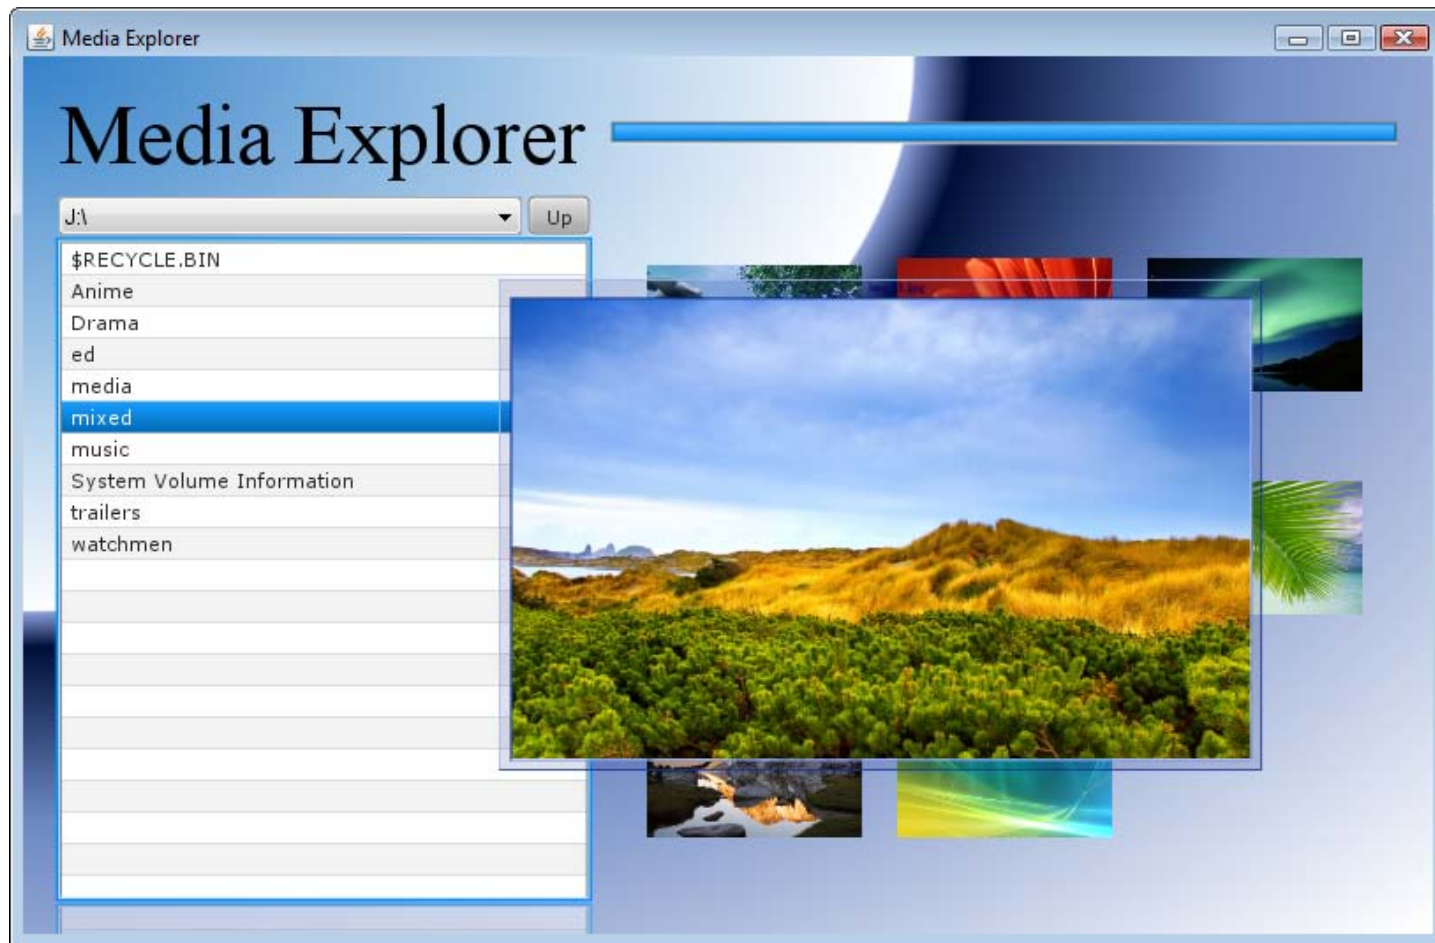 Media Explorer
Media Explorer
J:\
Up
$RECYCLE.BIN
Anime
Drama
ed
media
mixed
music
System Volume Information
trailers
watchmen